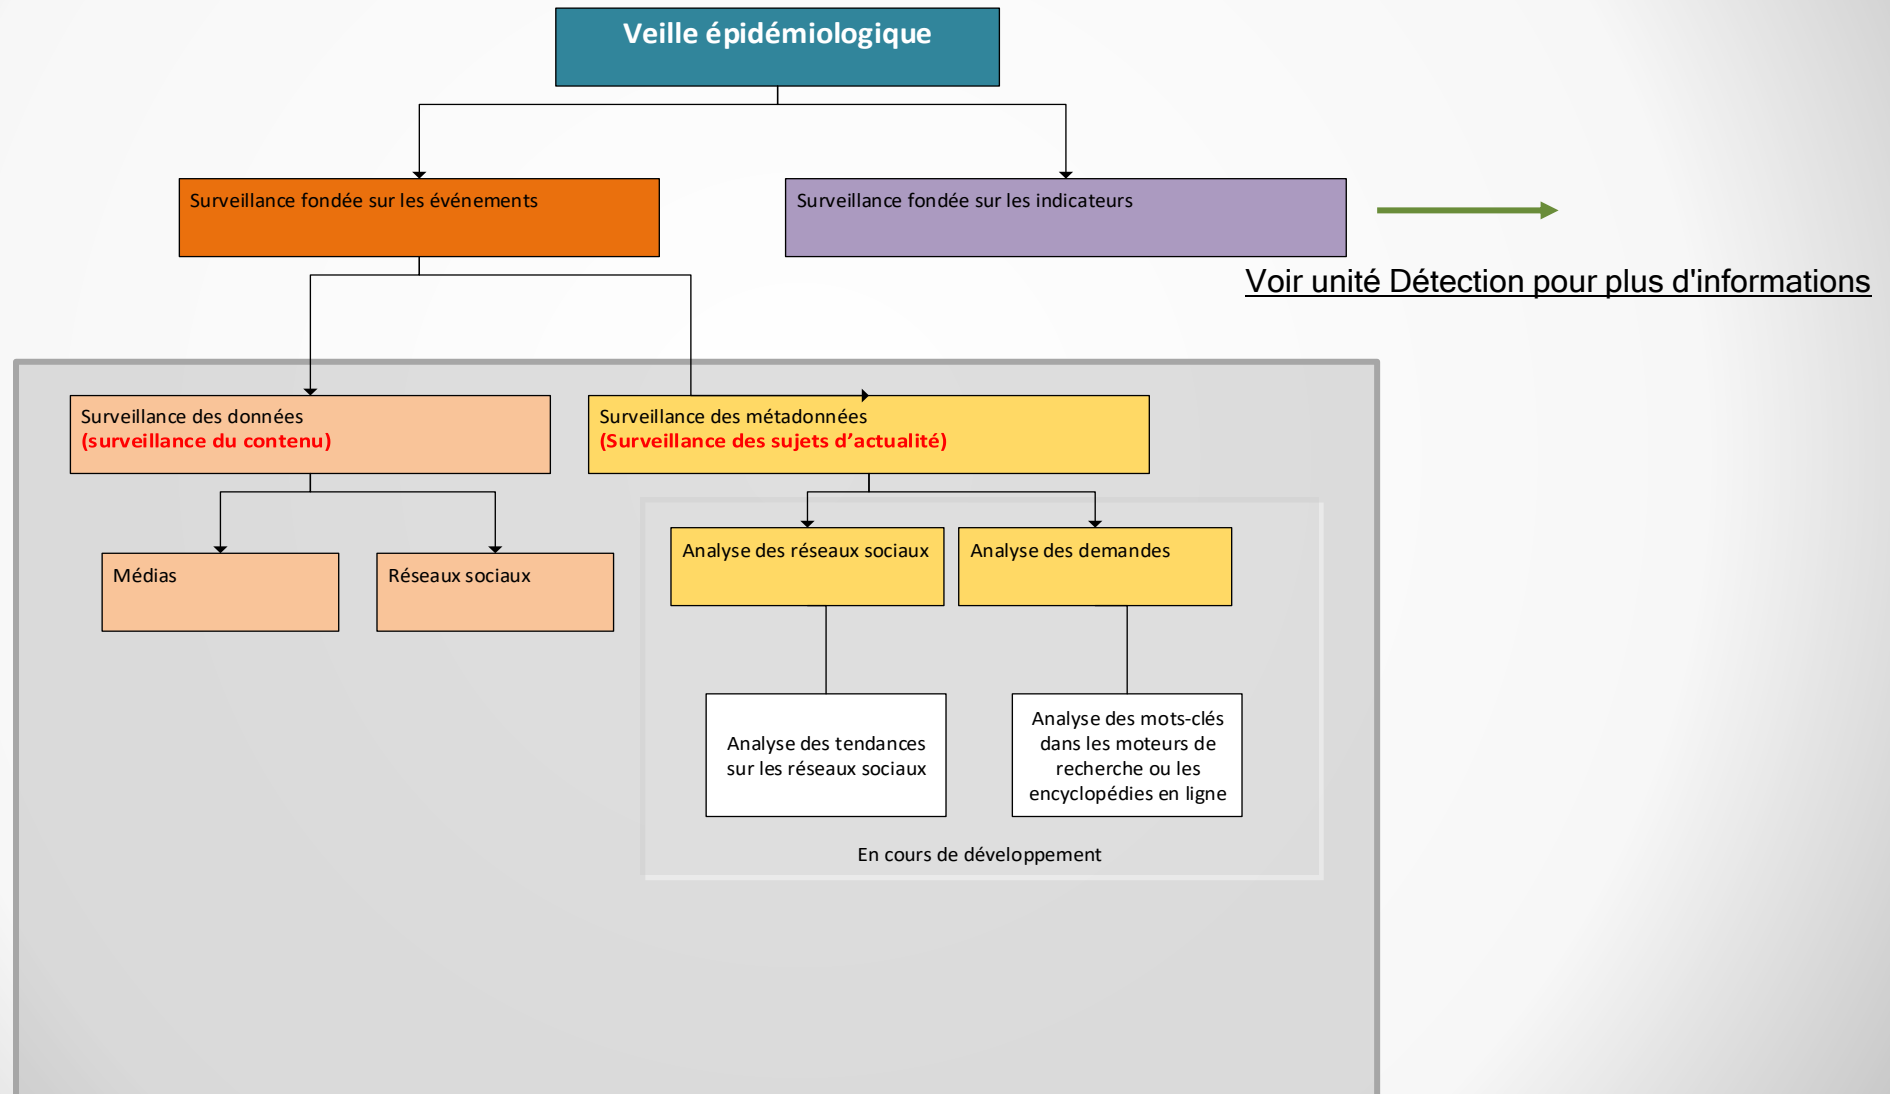 Veille épidémiologique
Surveillance fondée sur les événements
Surveillance fondée sur les indicateurs
Voir unité Détection pour plus d'informations
Surveillance des données
(surveillance du contenu)
Surveillance des métadonnées
(Surveillance des sujets d’actualité)
Médias
Réseaux sociaux
Analyse des réseaux sociaux
Analyse des demandes
Analyse des tendances
sur les réseaux sociaux
Analyse des mots-clés
dans les moteurs de
recherche ou les
encyclopédies en ligne
En cours de développement